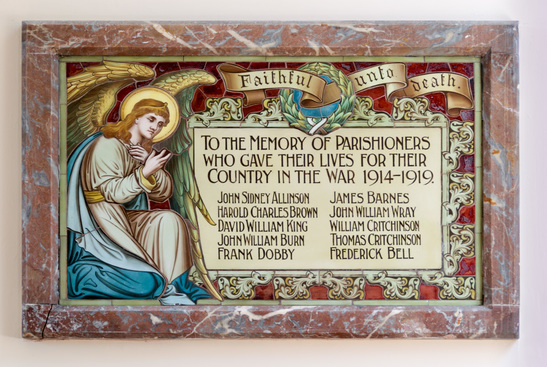 Faithful unto death.
TO THE MEMORY OF PARISHIONERS
WHO GAVE THEIR LIVES FOR THEIR
COUNTRY IN THE WAR 1914-1919.
JOHN SIDNEY ALLINSON
HAROLD CHARLES BROWN
DAVID WILLIAM KING
JOHN WILLIAM BURN
FRANK DOBBY
JAMES BARNES
JOHN WILLIAM WRAY
WILLIAM CRITCHINSON
THOMAS CRITCHINSON
FREDERICK BELL